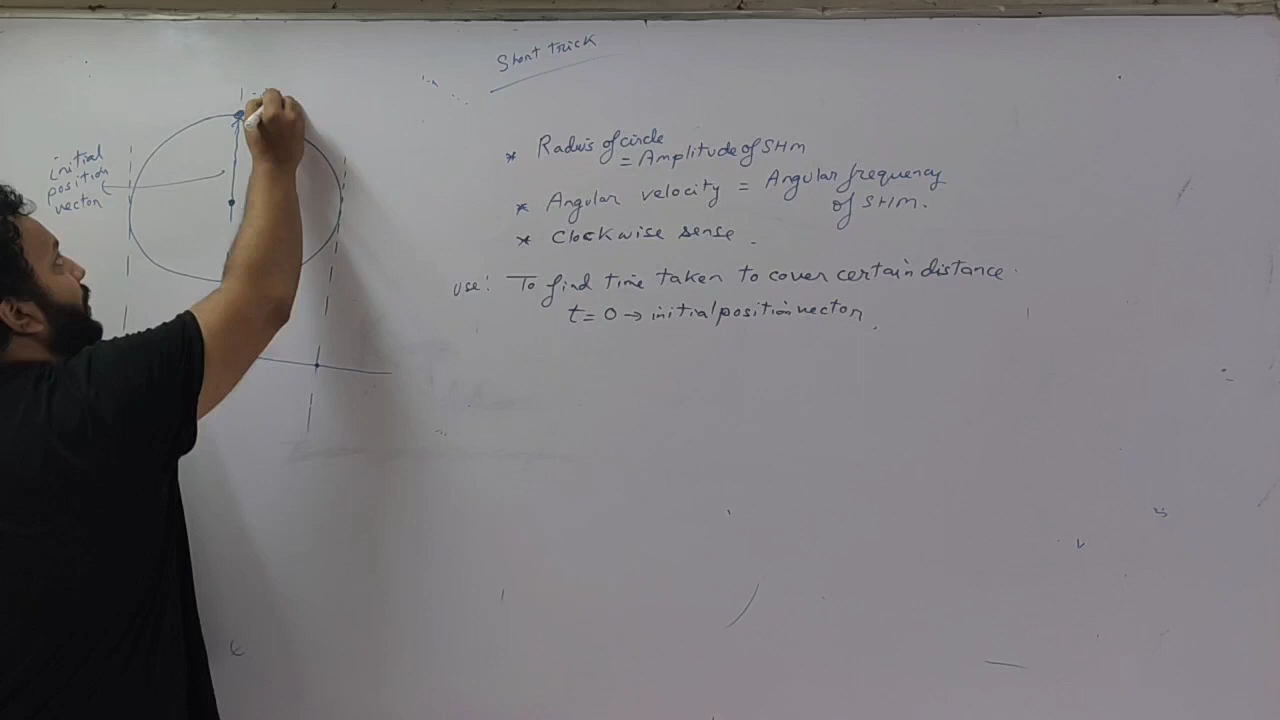 Short trick
initial
position
vector
* Radius of circle
= Amplitude of SHM
* Angular velocity = Angular frequency
of SHM.
* Clockwise sense.
use: To find time taken to cover certain distance.
t = 0 → initial position vector.